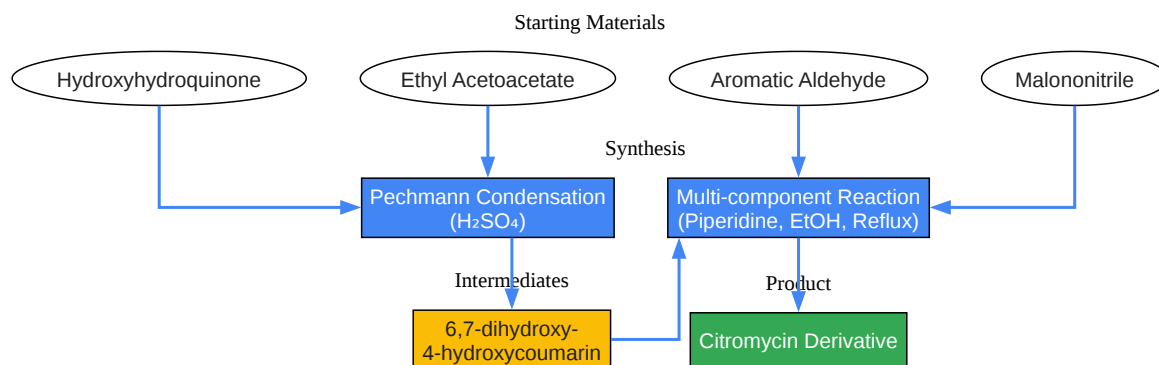 Starting Materials
Hydroxyhydroquinone
Ethyl Acetoacetate
Aromatic Aldehyde
Malononitrile
Synthesis
Pechmann Condensation
(H₂SO₄)
Multi-component Reaction
(Piperidine, EtOH, Reflux)
Intermediates
Product
6,7-dihydroxy-
4-hydroxycoumarin
Citromycin Derivative